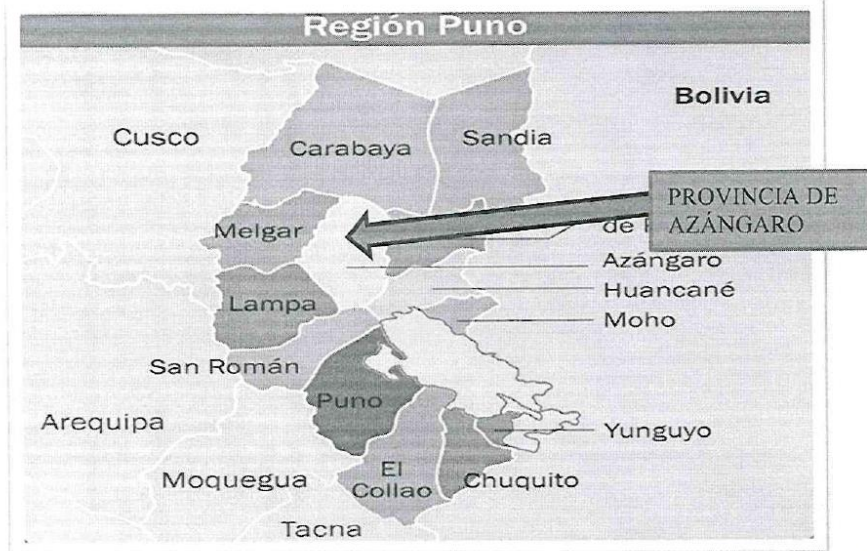 Región Puno
Bolivia
Cusco
Carabaya
Sandia
PROVINCIA DE
AZÁNGARO
Melgar
de
Azángaro
Huancané
Lampa
Moho
San Román
Puno
Arequipa
Yunguyo
Moquegua
El
Collao
Chuquito
Tacna